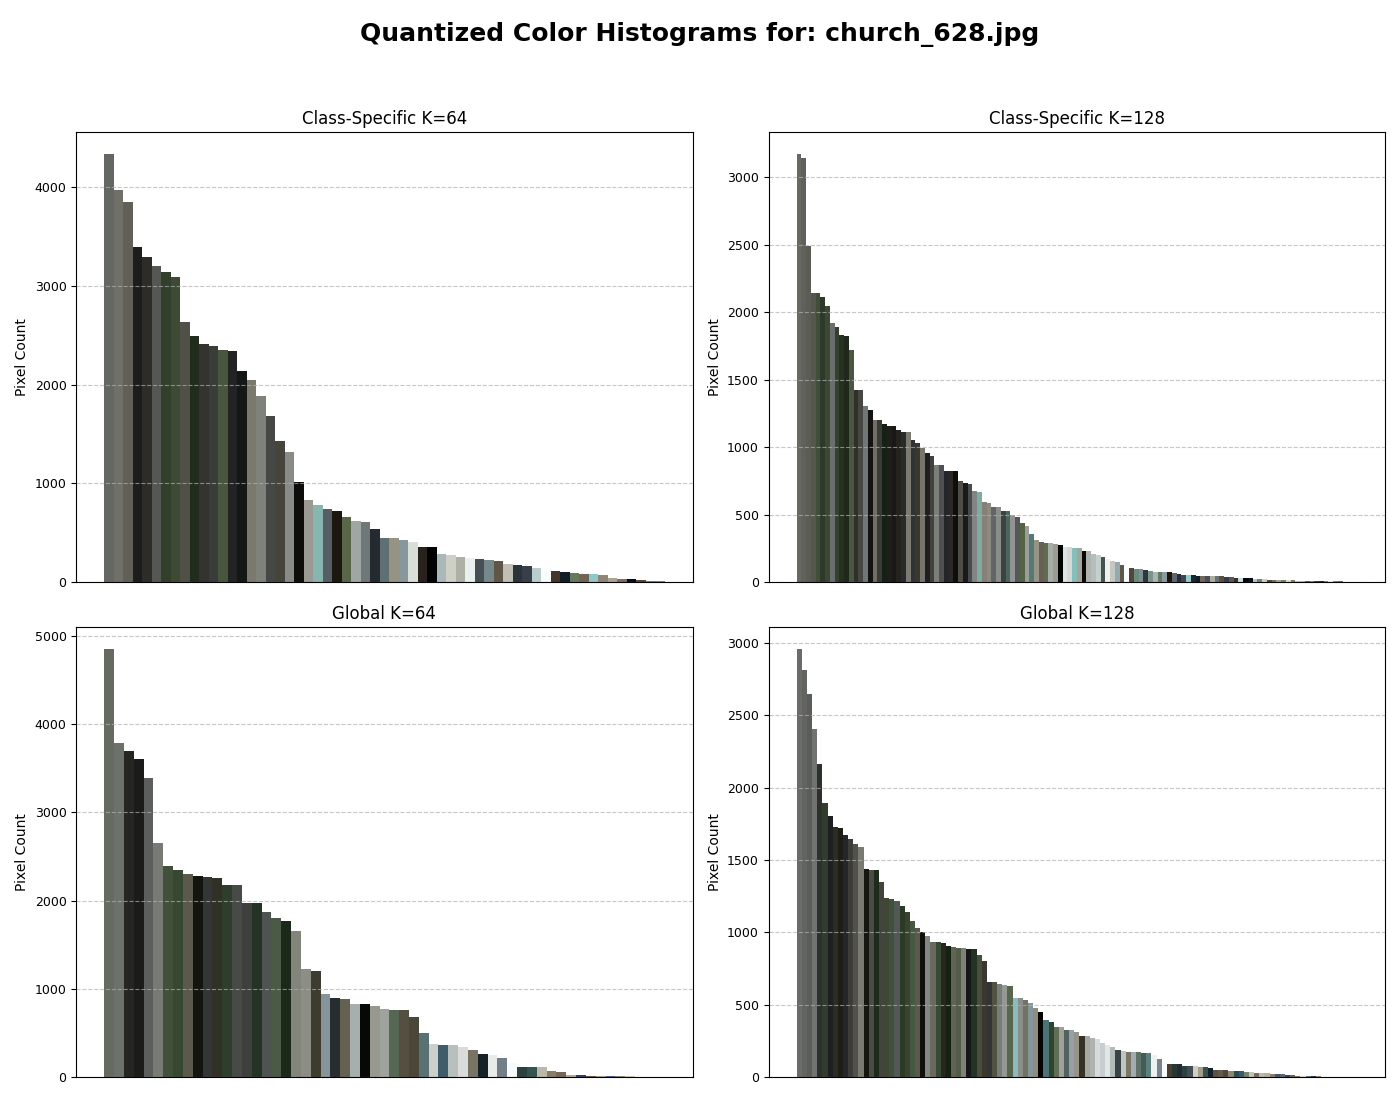 Quantized Color Histograms for: church_628.jpg
Class-Specific K=64
Pixel Count
4000
3000
2000
1000
0
Class-Specific K=128
Pixel Count
3000
2500
2000
1500
1000
500
0
Global K=64
Pixel Count
5000
4000
3000
2000
1000
0
Global K=128
Pixel Count
3000
2500
2000
1500
1000
500
0